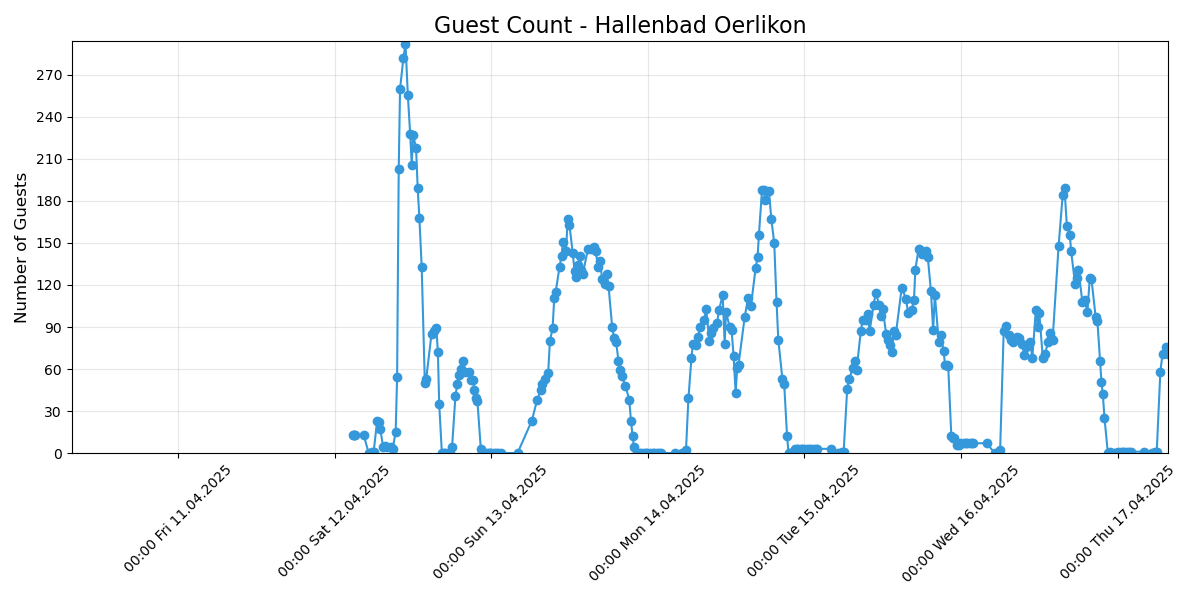 Guest Count - Hallenbad Oerlikon
Number of Guests
270
240
210
180
150
120
90
60
30
0
00:00 Fri 11.04.2025
00:00 Sat 12.04.2025
00:00 Sun 13.04.2025
00:00 Mon 14.04.2025
00:00 Tue 15.04.2025
00:00 Wed 16.04.2025
00:00 Thu 17.04.2025